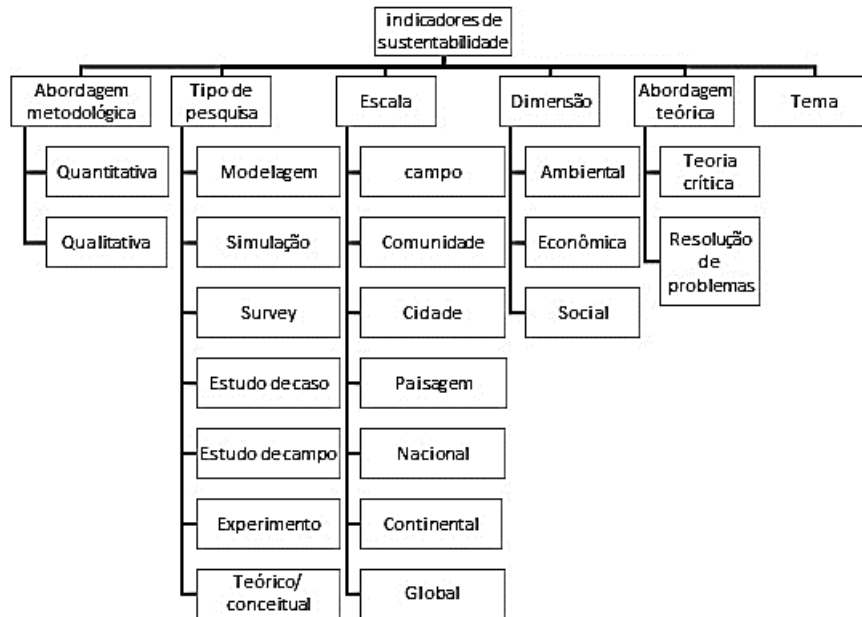 indicadores de
sustentabilidade
Abordagem
metodológica
Tipo de
pesquisa
Escala
Dimensão
Abordagem
teórica
Tema
Quantitativa
Qualitativa
Modelagem
Simulação
Survey
Estudo de caso
Estudo de campo
Experimento
Teórico/
conceitual
campo
Comunidade
Cidade
Paisagem
Nacional
Continental
Global
Ambiental
Econômica
Social
Teoria
crítica
Resolução
de
problemas